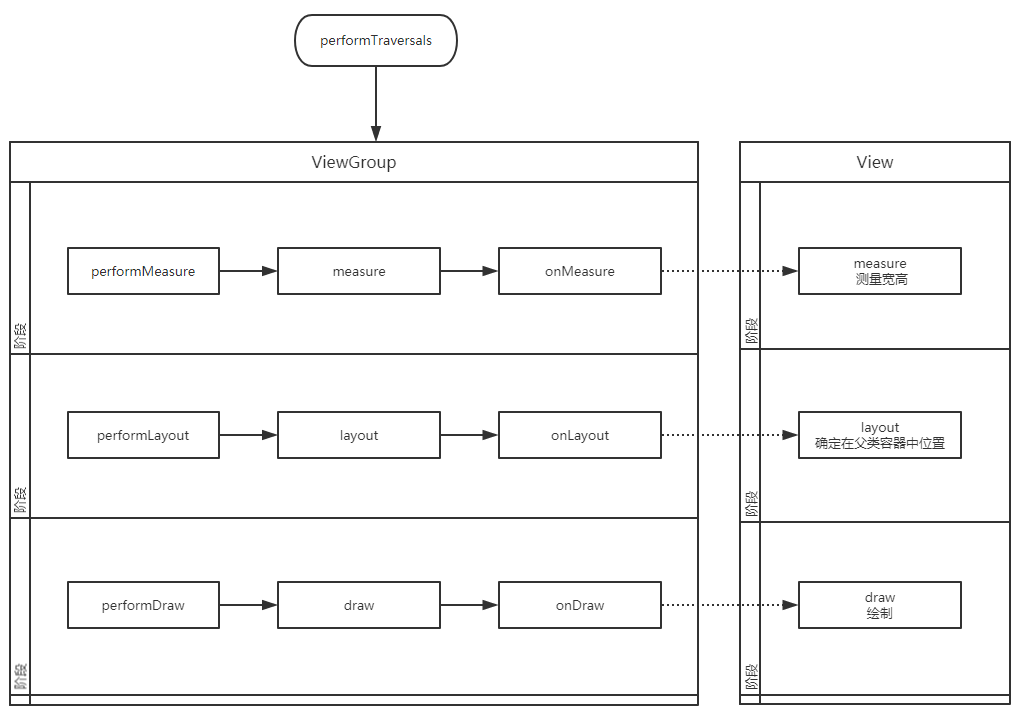 performTraversals
ViewGroup
View
performMeasure
measure
onMeasure
measure
测量宽高
阶段
阶段
performLayout
layout
onLayout
layout
确定在父类容器中位置
阶段
阶段
performDraw
draw
onDraw
draw
绘制
阶段
阶段